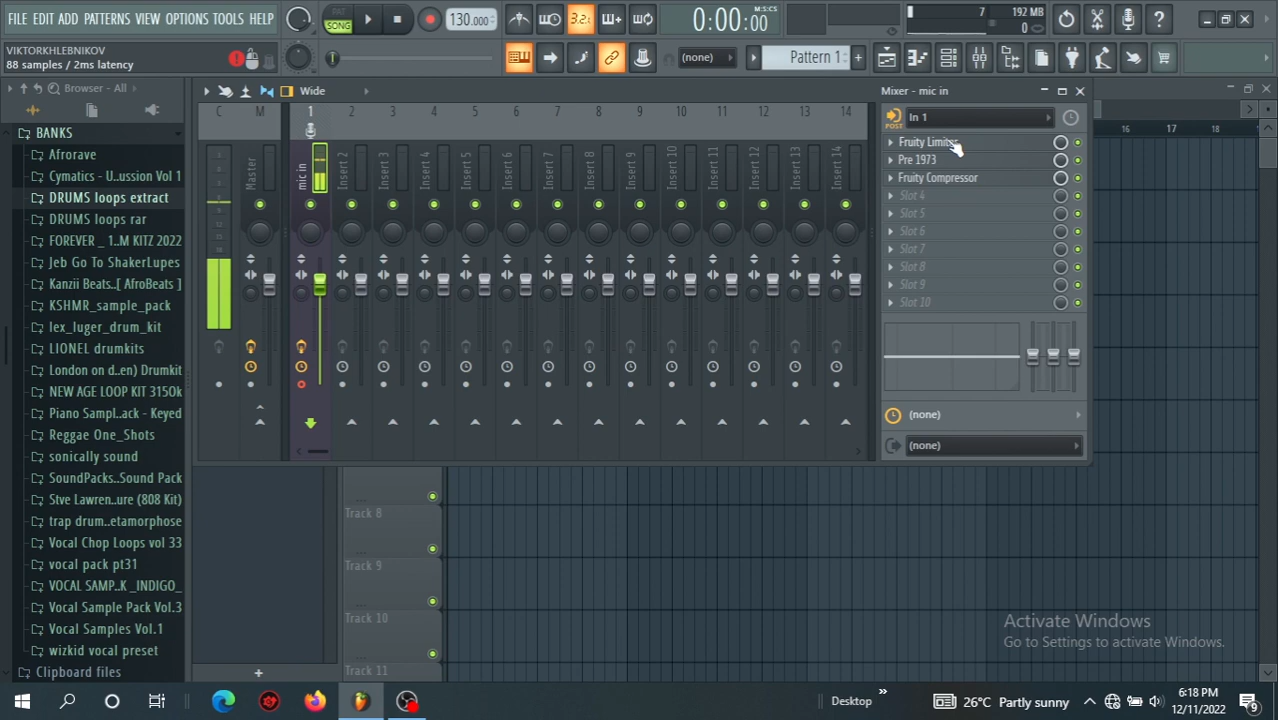 FILE EDIT ADD PATTERNS VIEW OPTIONS TOOLS HELP
PAT
SONG
130.000
3.2.
0:00:00
M:S:CS
7
192 MB
0
VIKTORKHLEBNIKOV
88 samples / 2ms latency
(none)
Pattern 1
Browser - All
Wide
Mixer - mic in
BANKS
Afrorave
Cymatics - U..ussion Vol 1
DRUMS loops extract
DRUMS loops rar
FOREVER _ 1..M KITZ 2022
Jeb Go To ShakerLupes
Kanzii Beats..[ AfroBeats ]
KSHMR_sample_pack
lex_luger_drum_kit
LIONEL drumkits
London on d..en) Drumkit
NEW AGE LOOP KIT 315Ok
Piano Sampl..ack - Keyed
Reggae One_Shots
sonically sound
SoundPacks..Sound Pack
Stve Lawren..ure (808 Kit)
trap drum..etamorphose
Vocal Chop Loops vol 33
vocal pack pt31
VOCAL SAMP..K _INDIGO_
Vocal Sample Pack Vol.3
Vocal Samples Vol.1
wizkid vocal preset
Clipboard files
C M 1 2 3 4 5 6 7 8 9 10 11 12 13 14
Master
mic in
Insert 2
Insert 3
Insert 4
Insert 5
Insert 6
Insert 7
Insert 8
Insert 9
Insert 10
Insert 11
Insert 12
Insert 13
Insert 14
POST
In 1
Fruity Limiter
Pre 1973
Fruity Compressor
Slot 4
Slot 5
Slot 6
Slot 7
Slot 8
Slot 9
Slot 10
(none)
(none)
16 17 18
Track 8
Track 9
Track 10
Track 11
Activate Windows
Go to Settings to activate Windows.
Desktop
26°C Partly sunny
6:18 PM
12/11/2022
9